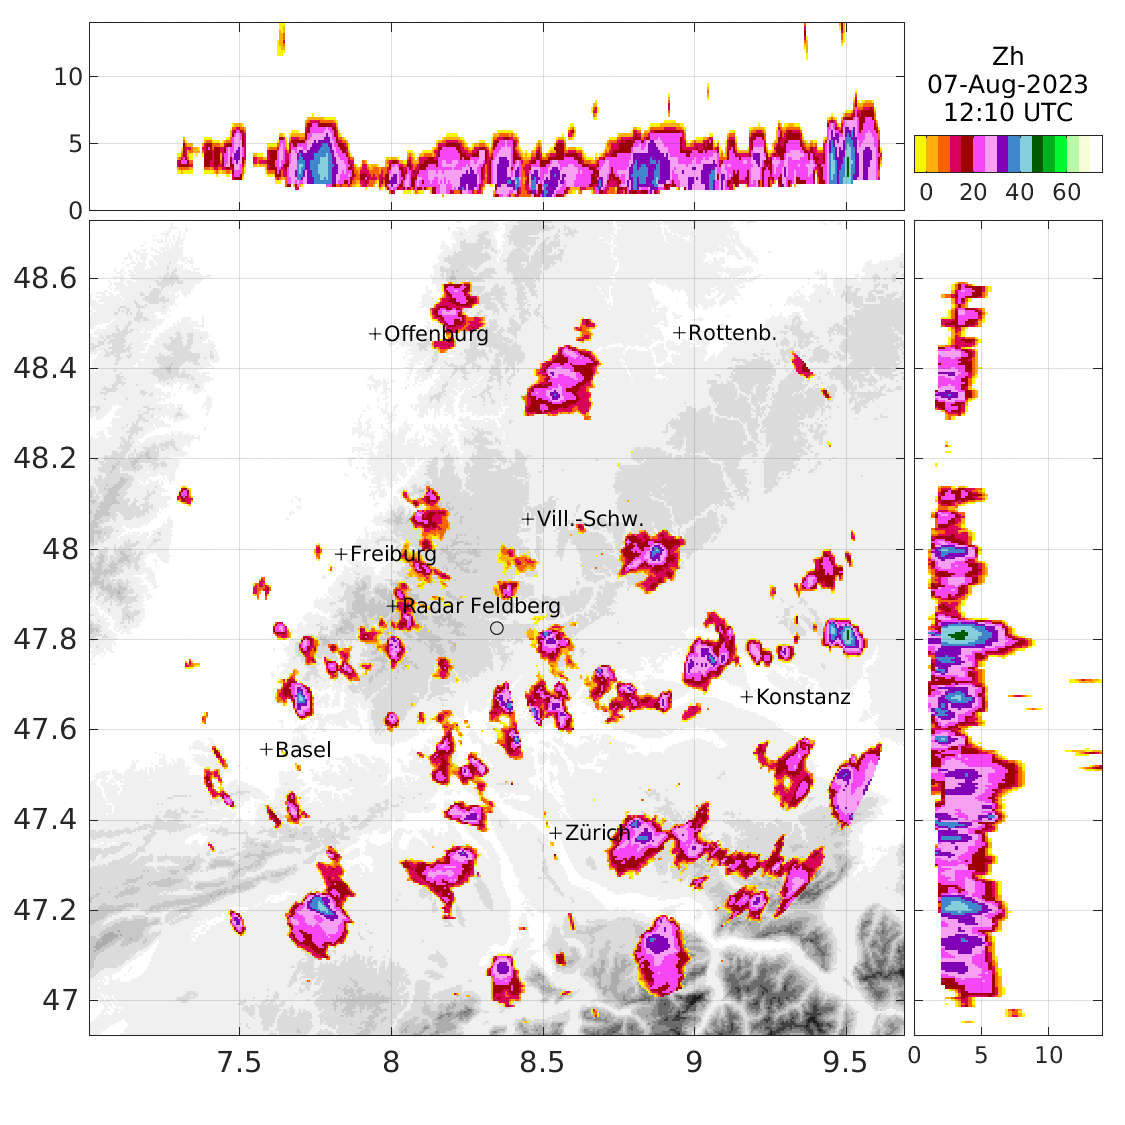 10
5
0
Zh
07-Aug-2023
12:10 UTC
0 20 40 60
48.6
48.4
48.2
48
47.8
47.6
47.4
47.2
47
Offenburg
Rottenb.
Vill.-Schw.
Freiburg
Radar Feldberg
Konstanz
Basel
Zürich
7.5 8 8.5 9 9.5
0 5 10